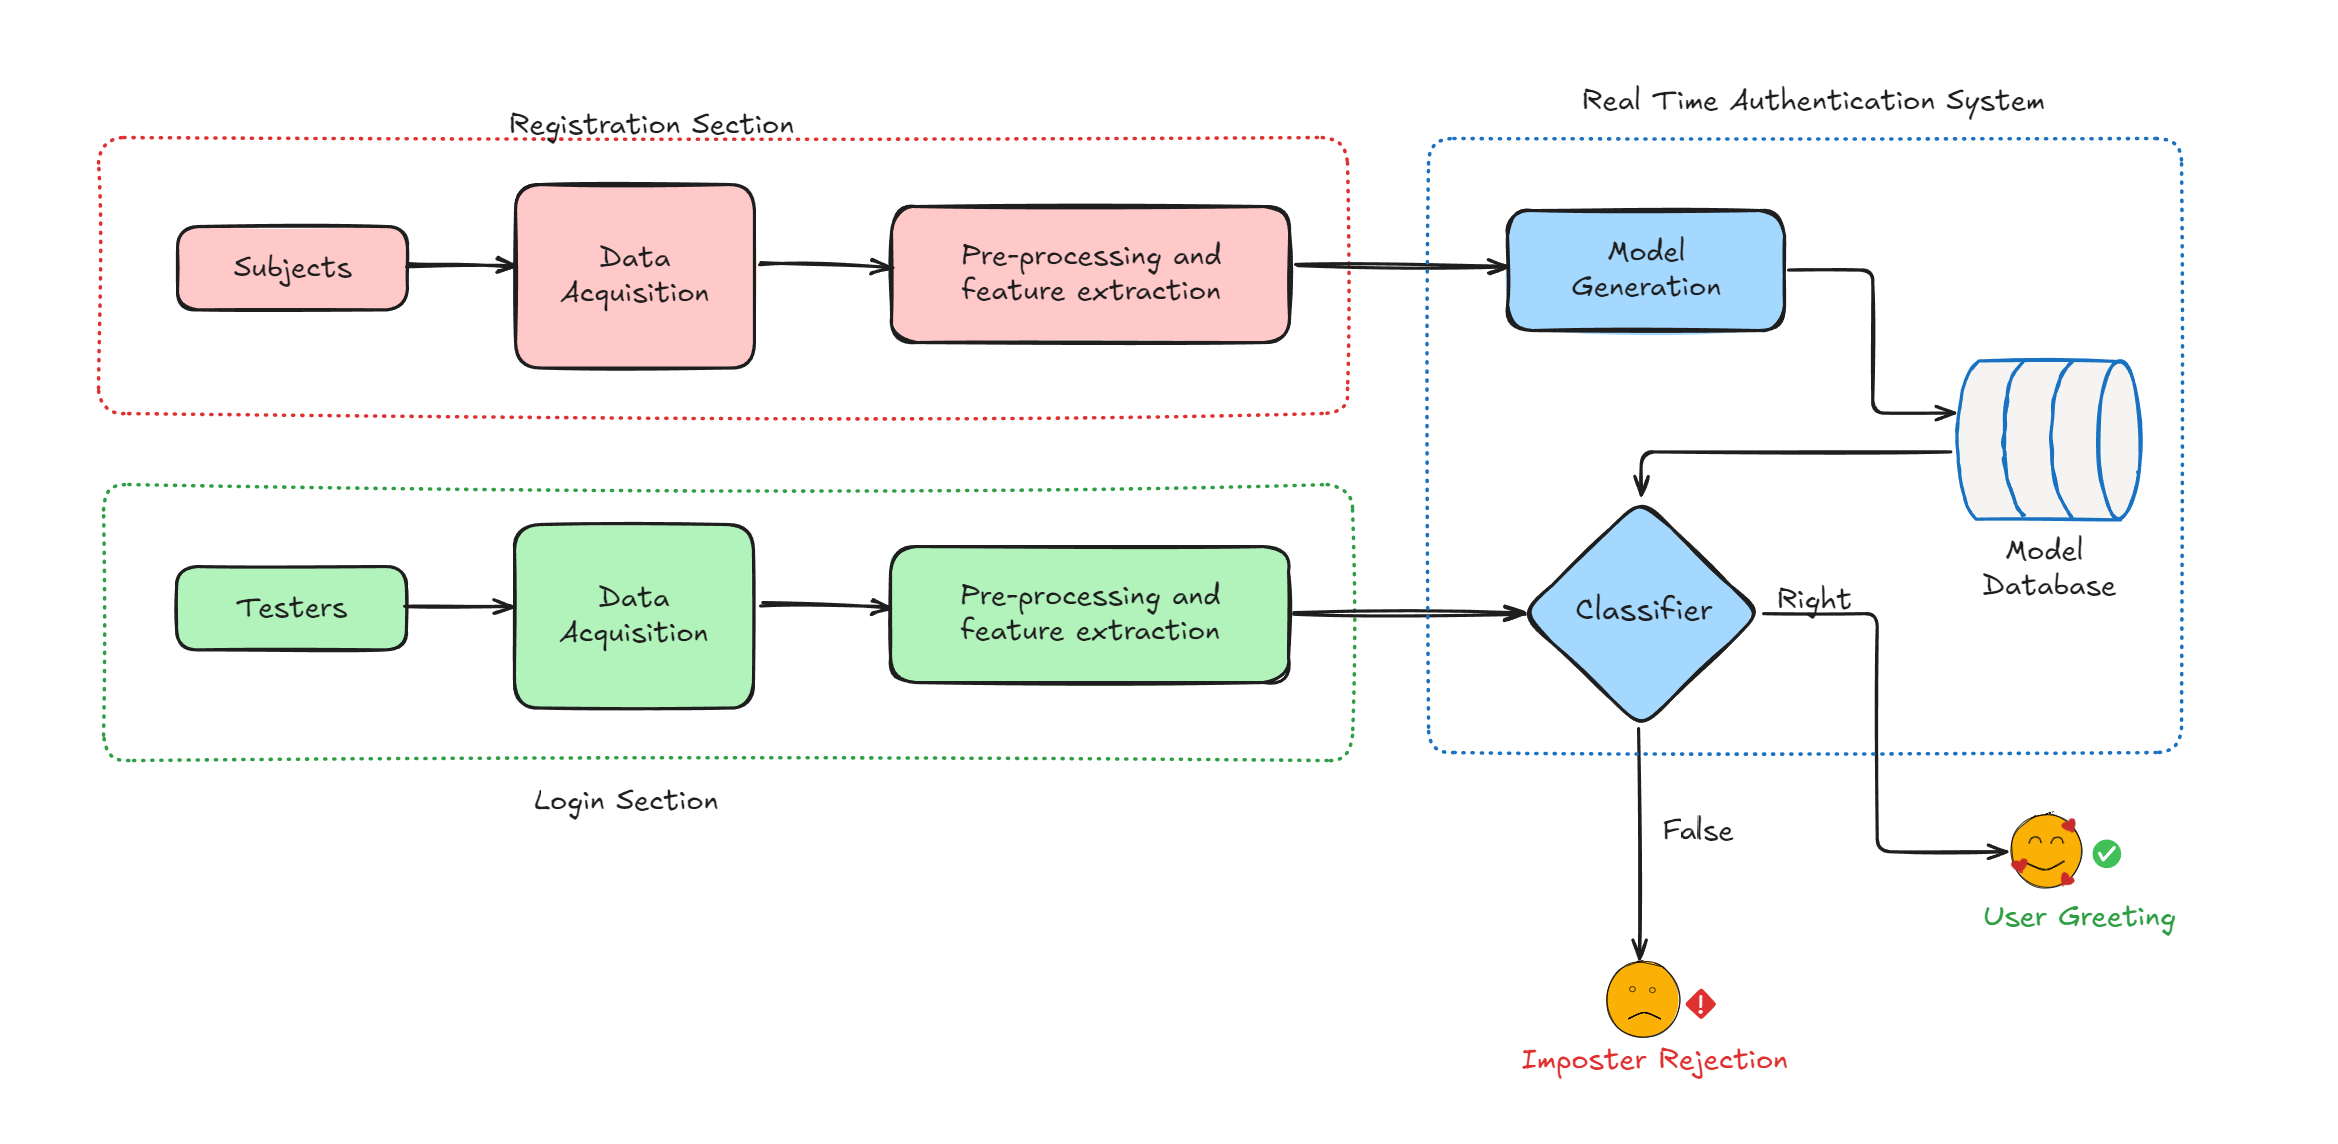 Registration Section
Real Time Authentication System
Subjects
Data
Acquisition
Pre-processing and
feature extraction
Model
Generation
Model
Database
Testers
Data
Acquisition
Pre-processing and
feature extraction
Classifier
Right
Login Section
False
User Greeting
Imposter Rejection